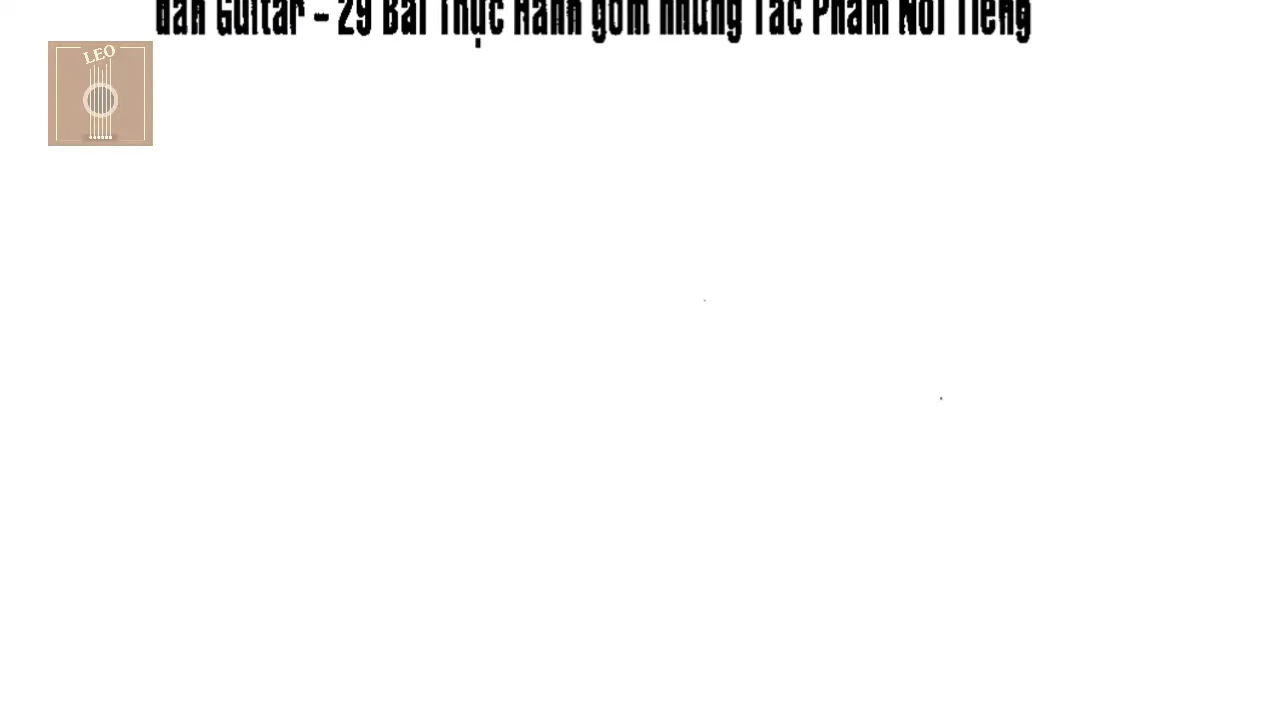 đàn Guitar - 29 Bài Thực Hành gồm những Tác Phẩm Nổi Tiếng
LEO